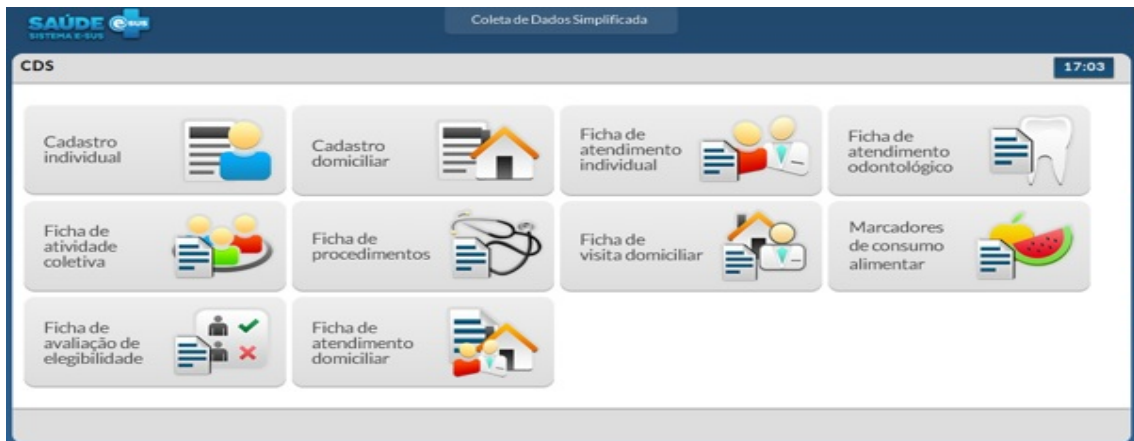 SAÚDE e sus
SISTEMA E-SUS
Coleta de Dados Simplificada
CDS
17:03
Cadastro
individual
Cadastro
domiciliar
Ficha de
atendimento
individual
Ficha de
atendimento
odontológico
Ficha de
atividade
coletiva
Ficha de
procedimentos
Ficha de
visita domiciliar
Marcadores
de consumo
alimentar
Ficha de
avaliação de
elegibilidade
Ficha de
atendimento
domiciliar